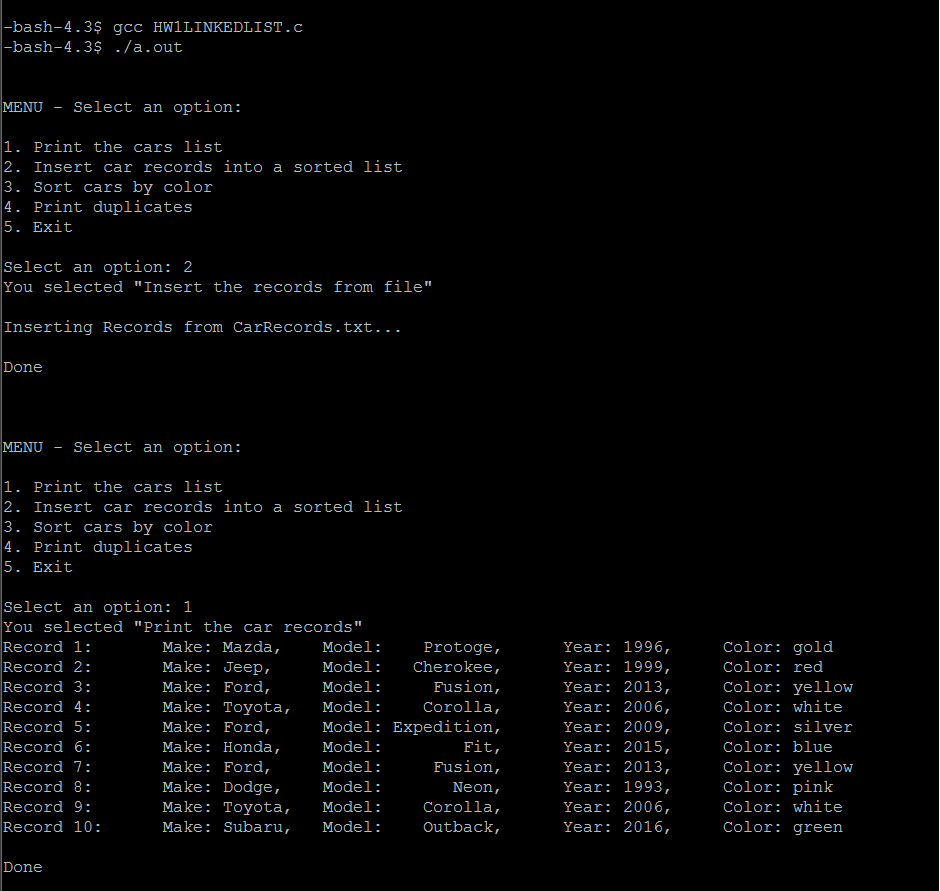 -bash-4.3$ gcc HW1LINKEDLIST.c
-bash-4.3$ ./a.out
MENU - Select an option:
1. Print the cars list
2. Insert car records into a sorted list
3. Sort cars by color
4. Print duplicates
5. Exit
Select an option: 2
You selected "Insert the records from file"
Inserting Records from CarRecords.txt...
Done
MENU - Select an option:
1. Print the cars list
2. Insert car records into a sorted list
3. Sort cars by color
4. Print duplicates
5. Exit
Select an option: 1
You selected "Print the car records"
Record 1: Make: Mazda, Model: Protoge, Year: 1996, Color: gold
Record 2: Make: Jeep, Model: Cherokee, Year: 1999, Color: red
Record 3: Make: Ford, Model: Fusion, Year: 2013, Color: yellow
Record 4: Make: Toyota, Model: Corolla, Year: 2006, Color: white
Record 5: Make: Ford, Model: Expedition, Year: 2009, Color: silver
Record 6: Make: Honda, Model: Fit, Year: 2015, Color: blue
Record 7: Make: Ford, Model: Fusion, Year: 2013, Color: yellow
Record 8: Make: Dodge, Model: Neon, Year: 1993, Color: pink
Record 9: Make: Toyota, Model: Corolla, Year: 2006, Color: white
Record 10: Make: Subaru, Model: Outback, Year: 2016, Color: green
Done